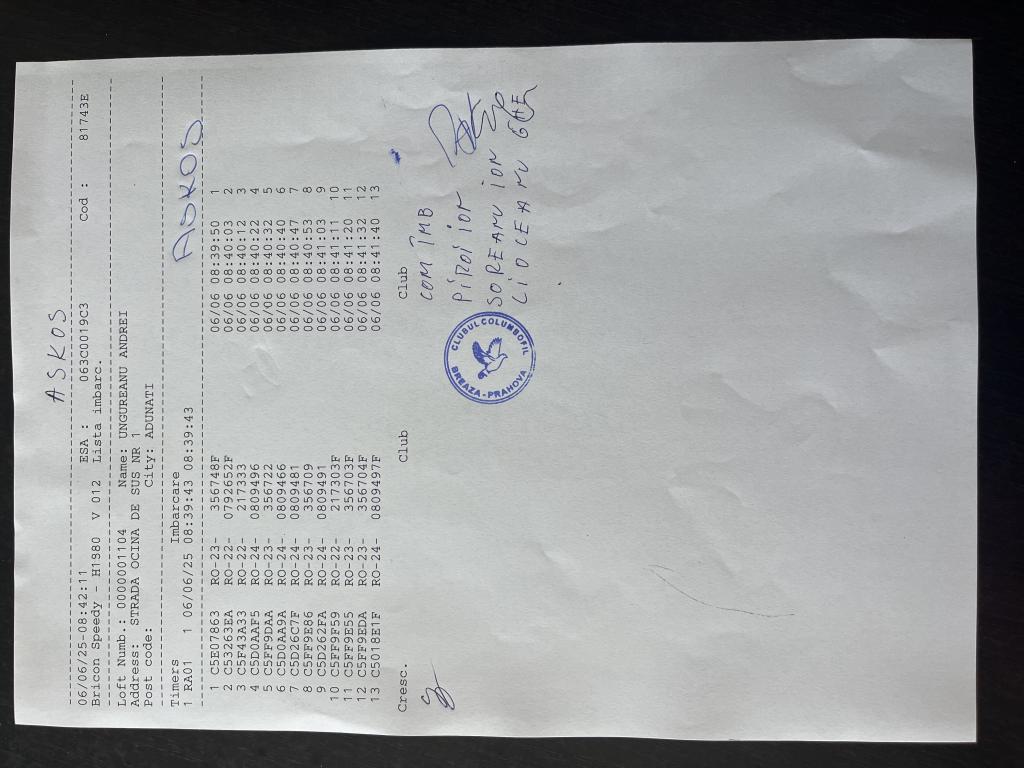 ASKOS
06/06/25-08:42:11 ESA : 063C0019C3 Cod : 81743E
Bricon Speedy - H1980 V 012 Lista imbarc.
Loft Numb.: 0000001104 Name: UNGUREANU ANDREI
Address: STRADA OCINA DE SUS NR 1
Post code: City: ADUNATI
Timers Imbarcare
1 RA01 1 06/06/25 08:39:43 08:39:43
ASKOS
1 C5E07863 RO-23- 356748F 06/06 08:39:50 1
2 C53263EA RO-22- 0792652F 06/06 08:40:03 2
3 C5F43A33 RO-22- 217333 06/06 08:40:12 3
4 C5D0AAF5 RO-24- 0809496 06/06 08:40:22 4
5 C5FF9DAA RO-23- 356722 06/06 08:40:32 5
6 C5D0AA9A RO-24- 0809466 06/06 08:40:40 6
7 C5D26C7F RO-24- 0809481 06/06 08:40:47 7
8 C5FF9E86 RO-23- 356709 06/06 08:40:53 8
9 C5D262FA RO-24- 0809491 06/06 08:41:03 9
10 C5FF9F59 RO-22- 217303F 06/06 08:41:11 10
11 C5FF9E55 RO-23- 356703F 06/06 08:41:20 11
12 C5FF9EDA RO-23- 356704F 06/06 08:41:32 12
13 C5018E1F RO-24- 0809497F 06/06 08:41:40 13
Cresc. Club Club
COM ÎMB
PIROI ION
SOREANU ION
LIOCEANU GHE
CLUBUL COLUMBOFIL
BREAZA-PRAHOVA